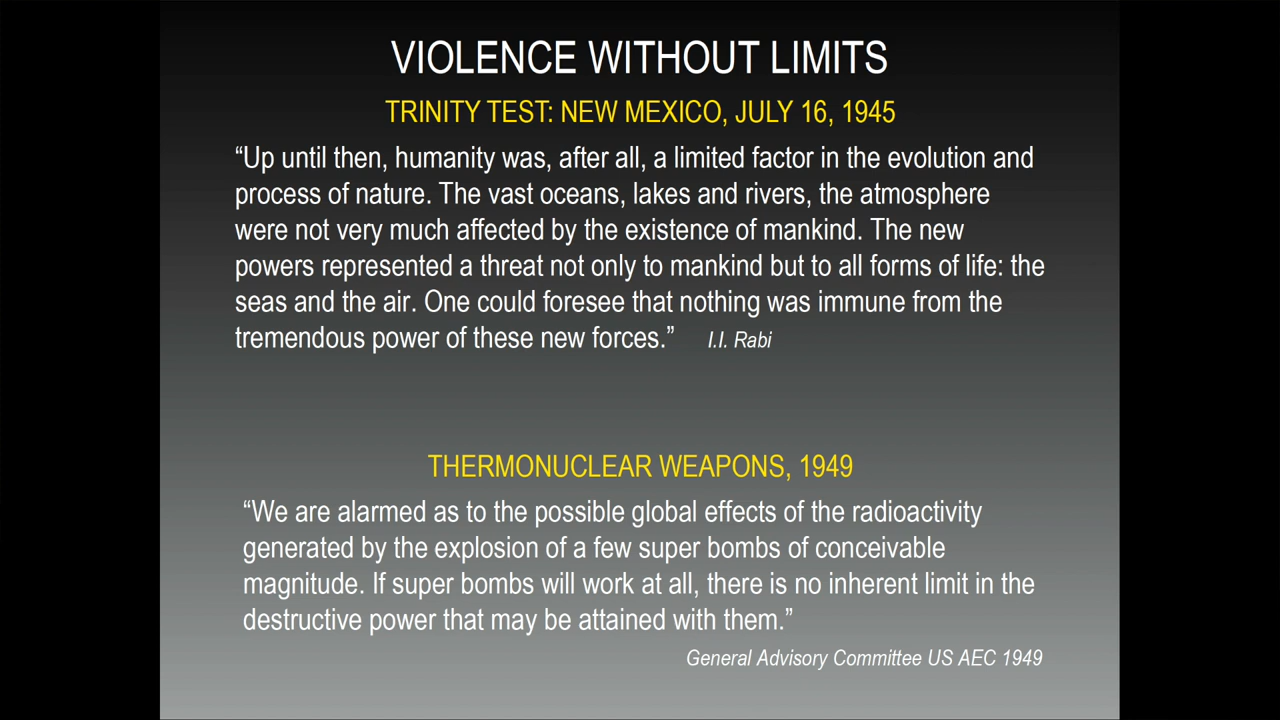 VIOLENCE WITHOUT LIMITS
TRINITY TEST: NEW MEXICO, JULY 16, 1945
“Up until then, humanity was, after all, a limited factor in the evolution and
process of nature. The vast oceans, lakes and rivers, the atmosphere
were not very much affected by the existence of mankind. The new
powers represented a threat not only to mankind but to all forms of life: the
seas and the air. One could foresee that nothing was immune from the
tremendous power of these new forces.” I.I. Rabi
THERMONUCLEAR WEAPONS, 1949
“We are alarmed as to the possible global effects of the radioactivity
generated by the explosion of a few super bombs of conceivable
magnitude. If super bombs will work at all, there is no inherent limit in the
destructive power that may be attained with them.”
General Advisory Committee US AEC 1949